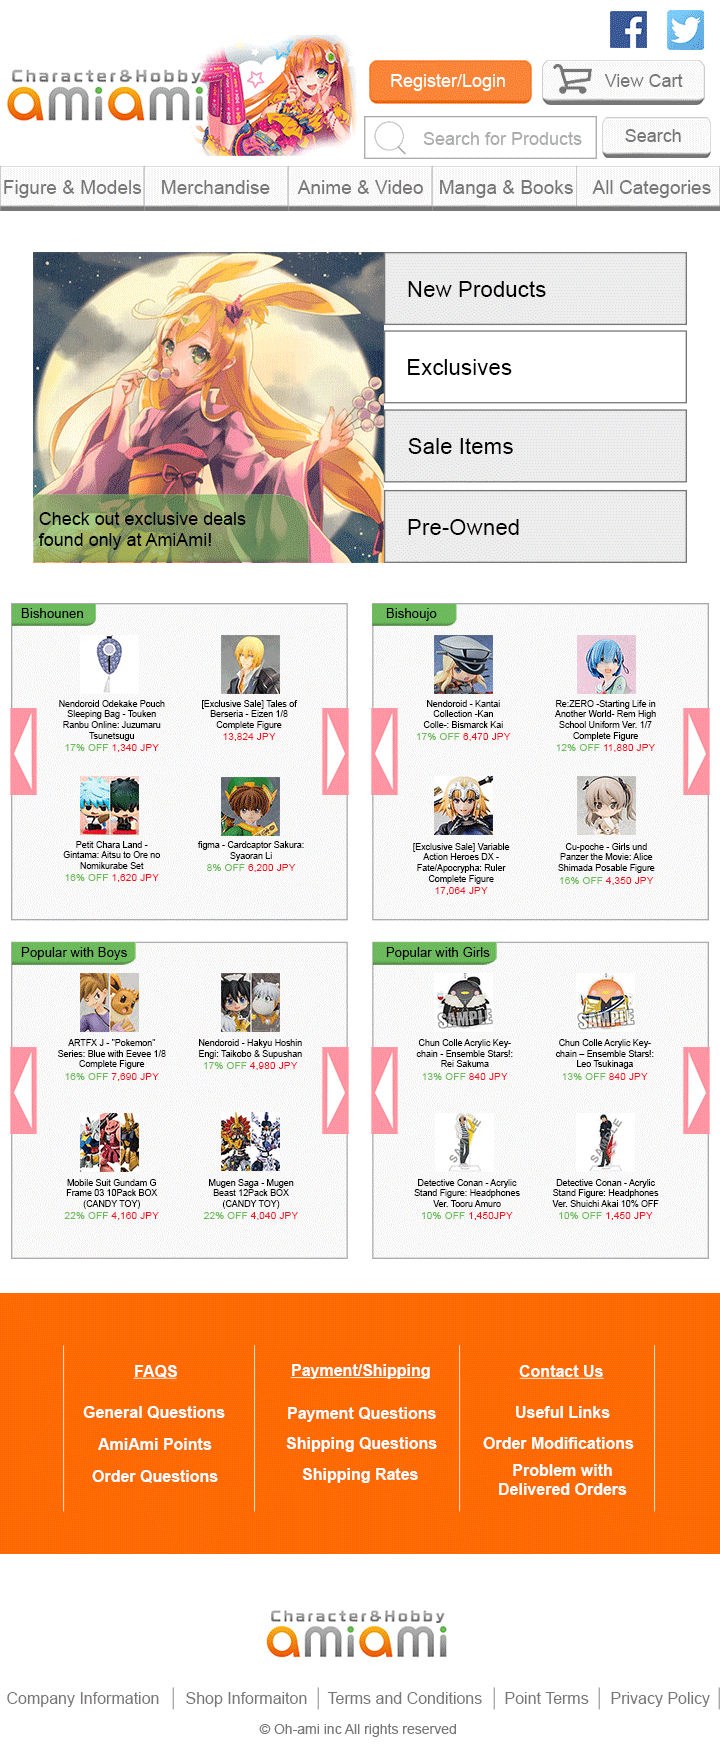 Character&Hobby
amiami
Register/Login
View Cart
Search for Products
Search
Figure & Models
Merchandise
Anime & Video
Manga & Books
All Categories
New Products
Exclusives
Sale Items
Pre-Owned
Check out exclusive deals
found only at AmiAmi!
Bishounen
Nendoroid Odekake Pouch
Sleeping Bag - Touken
Ranbu Online: Juzumaru
Tsunetsugu
17% OFF 1,340 JPY
[Exclusive Sale] Tales of
Berseria - Eizen 1/8
Complete Figure
13,824 JPY
Petit Chara Land -
Gintama: Aitsu to Ore no
Nomikurabe Set
16% OFF 1,620 JPY
figma - Cardcaptor Sakura:
Syaoran Li
8% OFF 6,200 JPY
Bishoujo
Nendoroid - Kantai
Collection -Kan
Colle-: Bismarck Kai
17% OFF 6,470 JPY
Re:ZERO -Starting Life in
Another World- Rem High
School Uniform Ver. 1/7
Complete Figure
12% OFF 11,880 JPY
[Exclusive Sale] Variable
Action Heroes DX -
Fate/Apocrypha: Ruler
Complete Figure
17,064 JPY
Cu-poche - Girls und
Panzer the Movie: Alice
Shimada Posable Figure
16% OFF 4,350 JPY
Popular with Boys
ARTFX J - "Pokemon"
Series: Blue with Eevee 1/8
Complete Figure
16% OFF 7,690 JPY
Nendoroid - Hakyu Hoshin
Engi: Taikobo & Supushan
17% OFF 4,980 JPY
Mobile Suit Gundam G
Frame 03 10Pack BOX
(CANDY TOY)
22% OFF 4,160 JPY
Mugen Saga - Mugen
Beast 12Pack BOX
(CANDY TOY)
22% OFF 4,040 JPY
Popular with Girls
SAMPLE
Chun Colle Acrylic Key-
chain - Ensemble Stars!:
Rei Sakuma
13% OFF 840 JPY
SAMPLE
Chun Colle Acrylic Key-
chain – Ensemble Stars!:
Leo Tsukinaga
13% OFF 840 JPY
SAMPLE
Detective Conan - Acrylic
Stand Figure: Headphones
Ver. Tooru Amuro
10% OFF 1,450JPY
SAMPLE
Detective Conan - Acrylic
Stand Figure: Headphones
Ver. Shuichi Akai 10% OFF
10% OFF 1,450 JPY
FAQS
General Questions
AmiAmi Points
Order Questions
Payment/Shipping
Payment Questions
Shipping Questions
Shipping Rates
Contact Us
Useful Links
Order Modifications
Problem with
Delivered Orders
Character&Hobby
amiami
Company Information
Shop Informaiton
Terms and Conditions
Point Terms
Privacy Policy
© Oh-ami inc All rights reserved